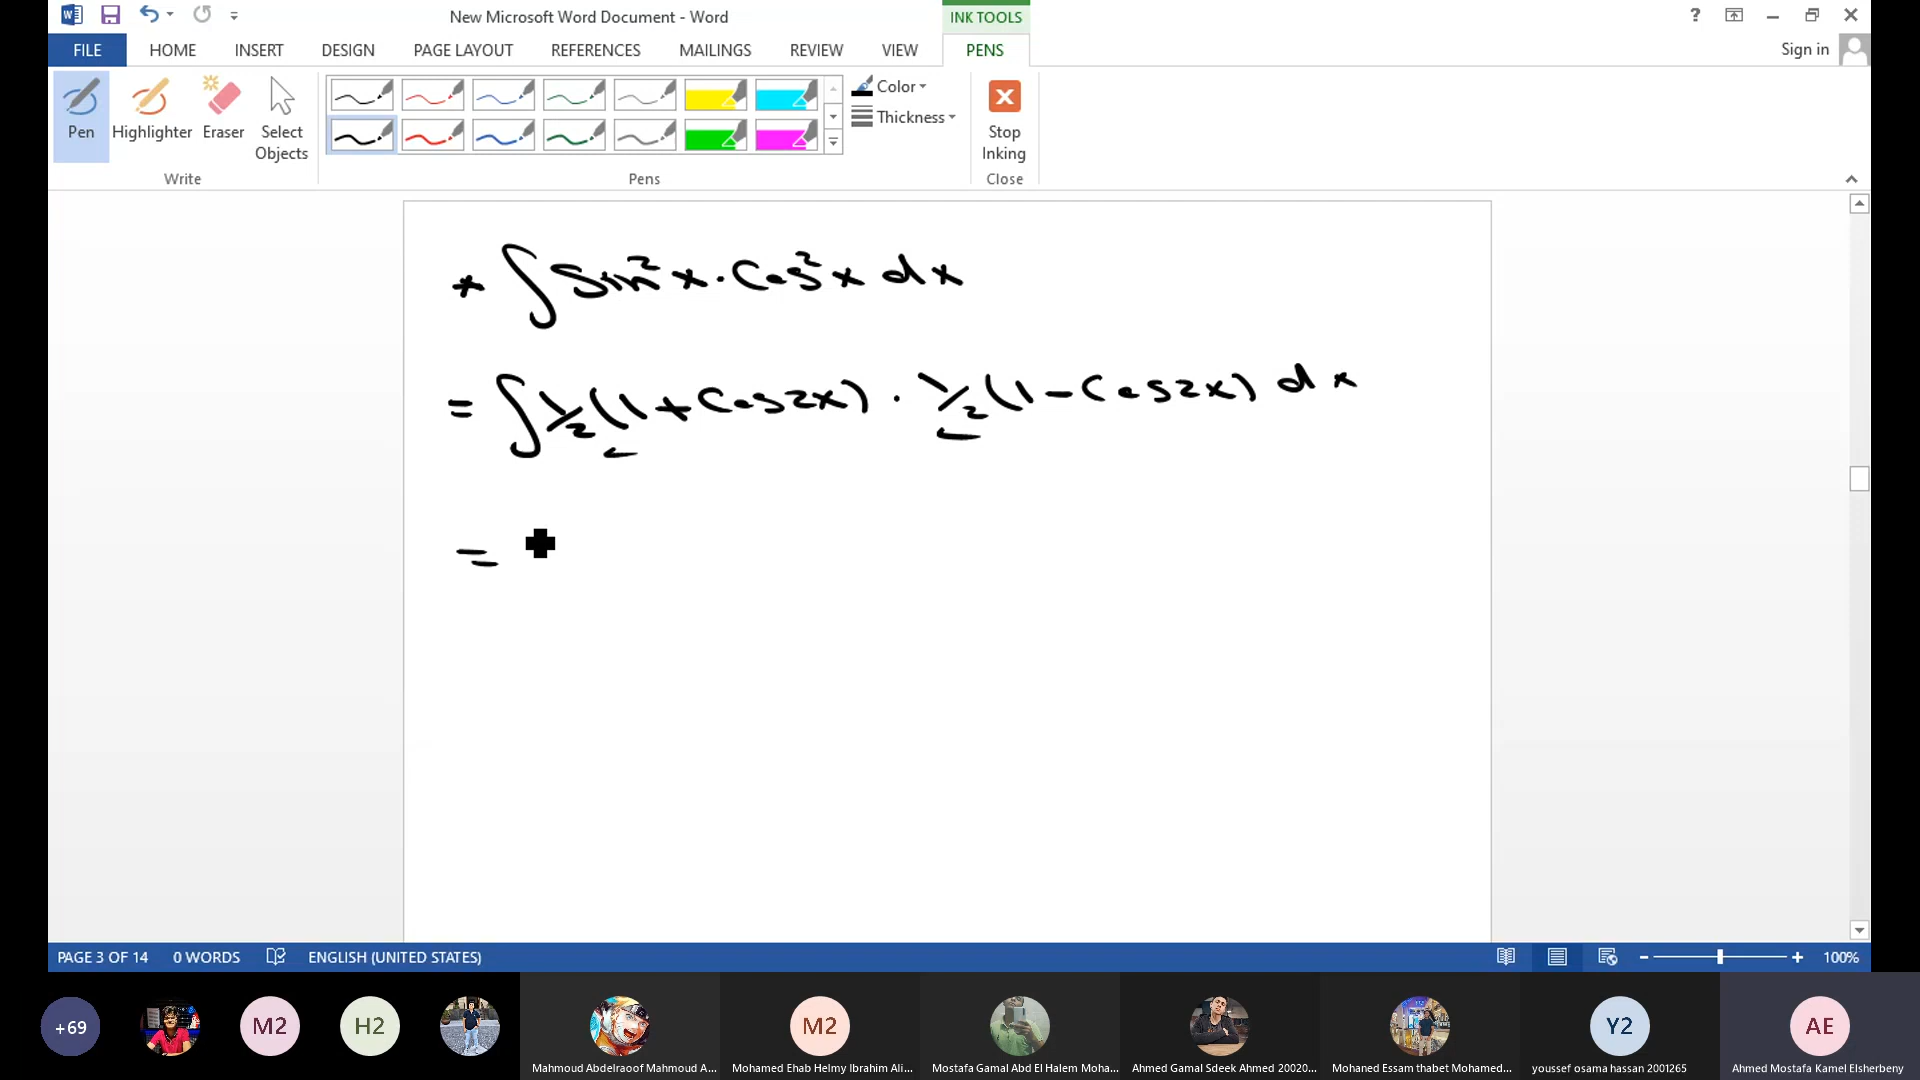 New Microsoft Word Document - Word
INK TOOLS
?
FILE
HOME
INSERT
DESIGN
PAGE LAYOUT
REFERENCES
MAILINGS
REVIEW
VIEW
PENS
Sign in
Pen
Highlighter
Eraser
Select
Objects
Color
Thickness
Stop
Inking
Write
Pens
Close
* ∫ Sin²x · Cos²x dx
= ∫ 1/2 (1 + Cos2x) · 1/2 (1 - Cos2x) dx
=
PAGE 3 OF 14
0 WORDS
ENGLISH (UNITED STATES)
100%
+69
M2
H2
M2
Y2
AE
Mahmoud Abdelraoof Mahmoud A...
Mohamed Ehab Helmy Ibrahim Ali...
Mostafa Gamal Abd El Halem Moha...
Ahmed Gamal Sdeek Ahmed 20020...
Mohaned Essam thabet Mohamed...
youssef osama hassan 2001265
Ahmed Mostafa Kamel Elsherbeny